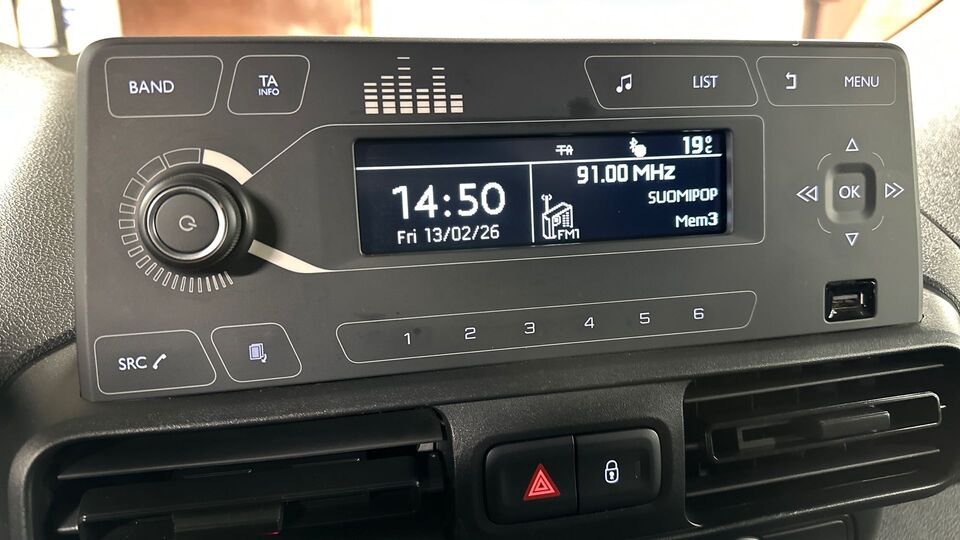 BAND
TA
INFO
LIST
MENU
TA
19°C
14:50
Fri 13/02/26
91.00 MHz
SUOMIPOP
FM1
Mem3
OK
1 2 3 4 5 6
SRC